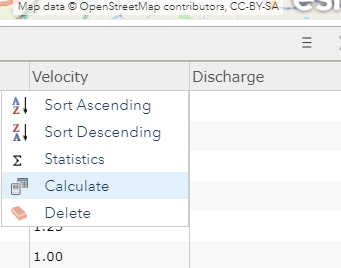 Map data © OpenStreetMap contributors, CC-BY-SA
esri
Velocity Discharge
Sort Ascending
Sort Descending
Statistics
Calculate
Delete
1.25
1.00